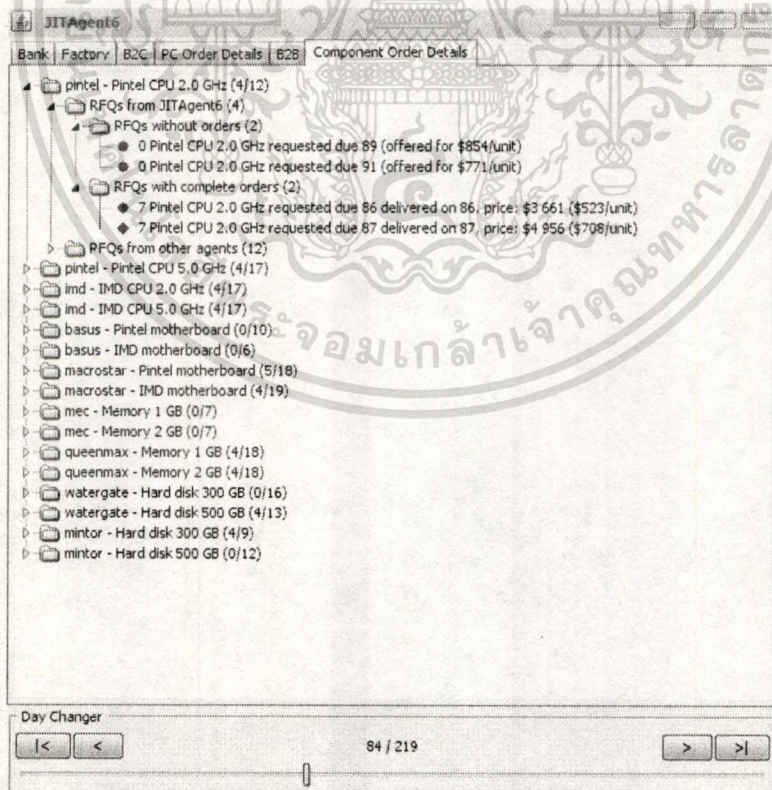 JITAgent6
Bank Factory B2C PC Order Details B2B Component Order Details
pintel - Pintel CPU 2.0 GHz (4/12)
RFQs from JITAgent6 (4)
RFQs without orders (2)
0 Pintel CPU 2.0 GHz requested due 89 (offered for $854/unit)
0 Pintel CPU 2.0 GHz requested due 91 (offered for $771/unit)
RFQs with complete orders (2)
7 Pintel CPU 2.0 GHz requested due 86 delivered on 86, price: $3 661 ($523/unit)
7 Pintel CPU 2.0 GHz requested due 87 delivered on 87, price: $4 956 ($708/unit)
RFQs from other agents (12)
pintel - Pintel CPU 5.0 GHz (4/17)
imd - IMD CPU 2.0 GHz (4/17)
imd - IMD CPU 5.0 GHz (4/17)
basus - Pintel motherboard (0/10)
basus - IMD motherboard (0/6)
macrostar - Pintel motherboard (5/18)
macrostar - IMD motherboard (4/19)
mec - Memory 1 GB (0/7)
mec - Memory 2 GB (0/7)
queenmax - Memory 1 GB (4/18)
queenmax - Memory 2 GB (4/18)
watergate - Hard disk 300 GB (0/16)
watergate - Hard disk 500 GB (4/13)
mintor - Hard disk 300 GB (4/9)
mintor - Hard disk 500 GB (0/12)
Day Changer
|< < 84 / 219 > >|